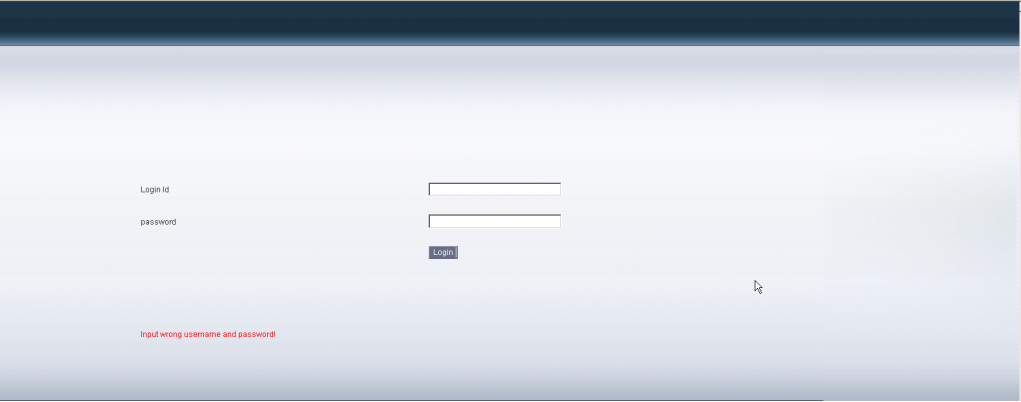 Login Id
password
Login
Input wrong username and password!